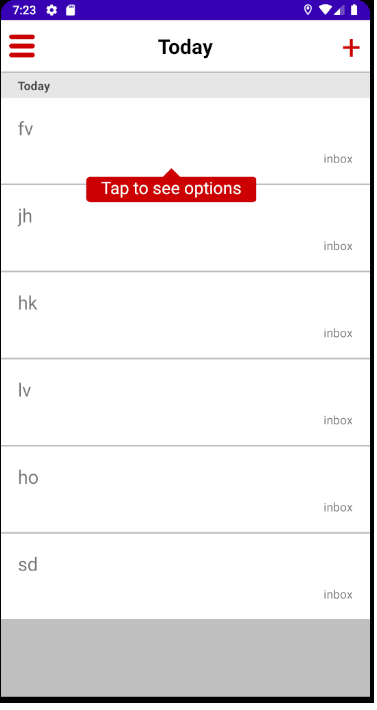 7:23
Today
Today
fv
inbox
Tap to see options
jh
inbox
hk
inbox
lv
inbox
ho
inbox
sd
inbox